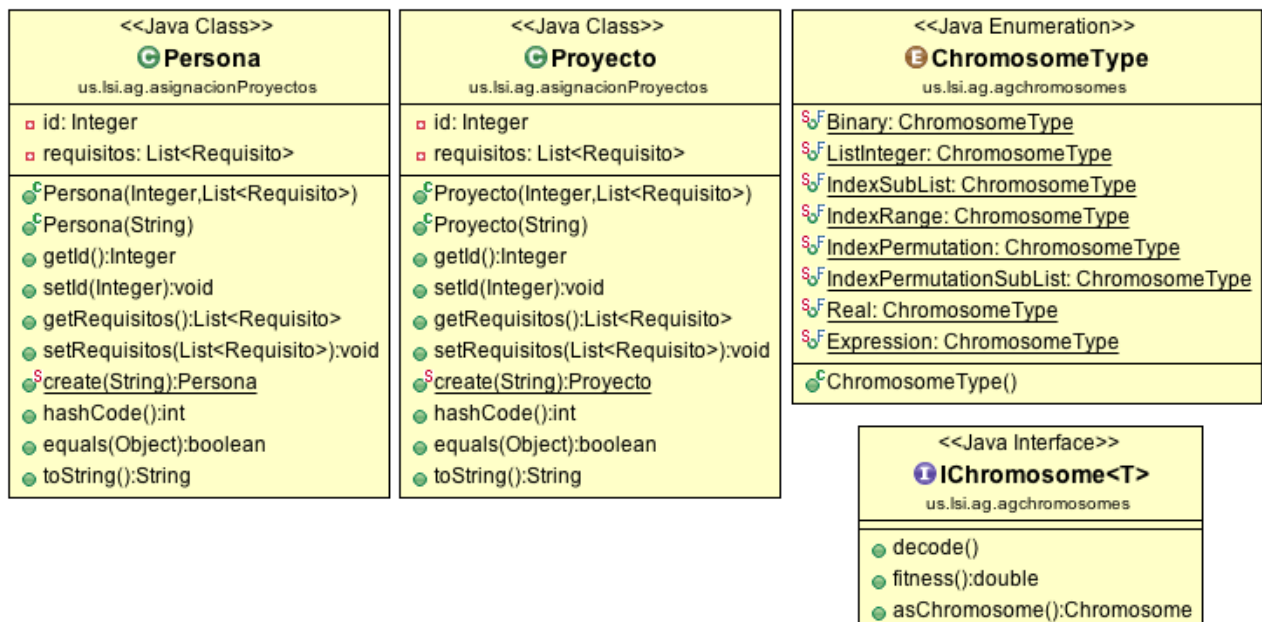 <<Java Class>>
Persona
us.lsi.ag.asignacionProyectos
id: Integer
requisitos: List<Requisito>
Persona(Integer,List<Requisito>)
Persona(String)
getId():Integer
setId(Integer):void
getRequisitos():List<Requisito>
setRequisitos(List<Requisito>):void
create(String):Persona
hashCode():int
equals(Object):boolean
toString():String
<<Java Class>>
Proyecto
us.lsi.ag.asignacionProyectos
id: Integer
requisitos: List<Requisito>
Proyecto(Integer,List<Requisito>)
Proyecto(String)
getId():Integer
setId(Integer):void
getRequisitos():List<Requisito>
setRequisitos(List<Requisito>):void
create(String):Proyecto
hashCode():int
equals(Object):boolean
toString():String
<<Java Enumeration>>
ChromosomeType
us.lsi.ag.agchromosomes
Binary: ChromosomeType
ListInteger: ChromosomeType
IndexSubList: ChromosomeType
IndexRange: ChromosomeType
IndexPermutation: ChromosomeType
IndexPermutationSubList: ChromosomeType
Real: ChromosomeType
Expression: ChromosomeType
ChromosomeType()
<<Java Interface>>
IChromosome<T>
us.lsi.ag.agchromosomes
decode()
fitness():double
asChromosome():Chromosome